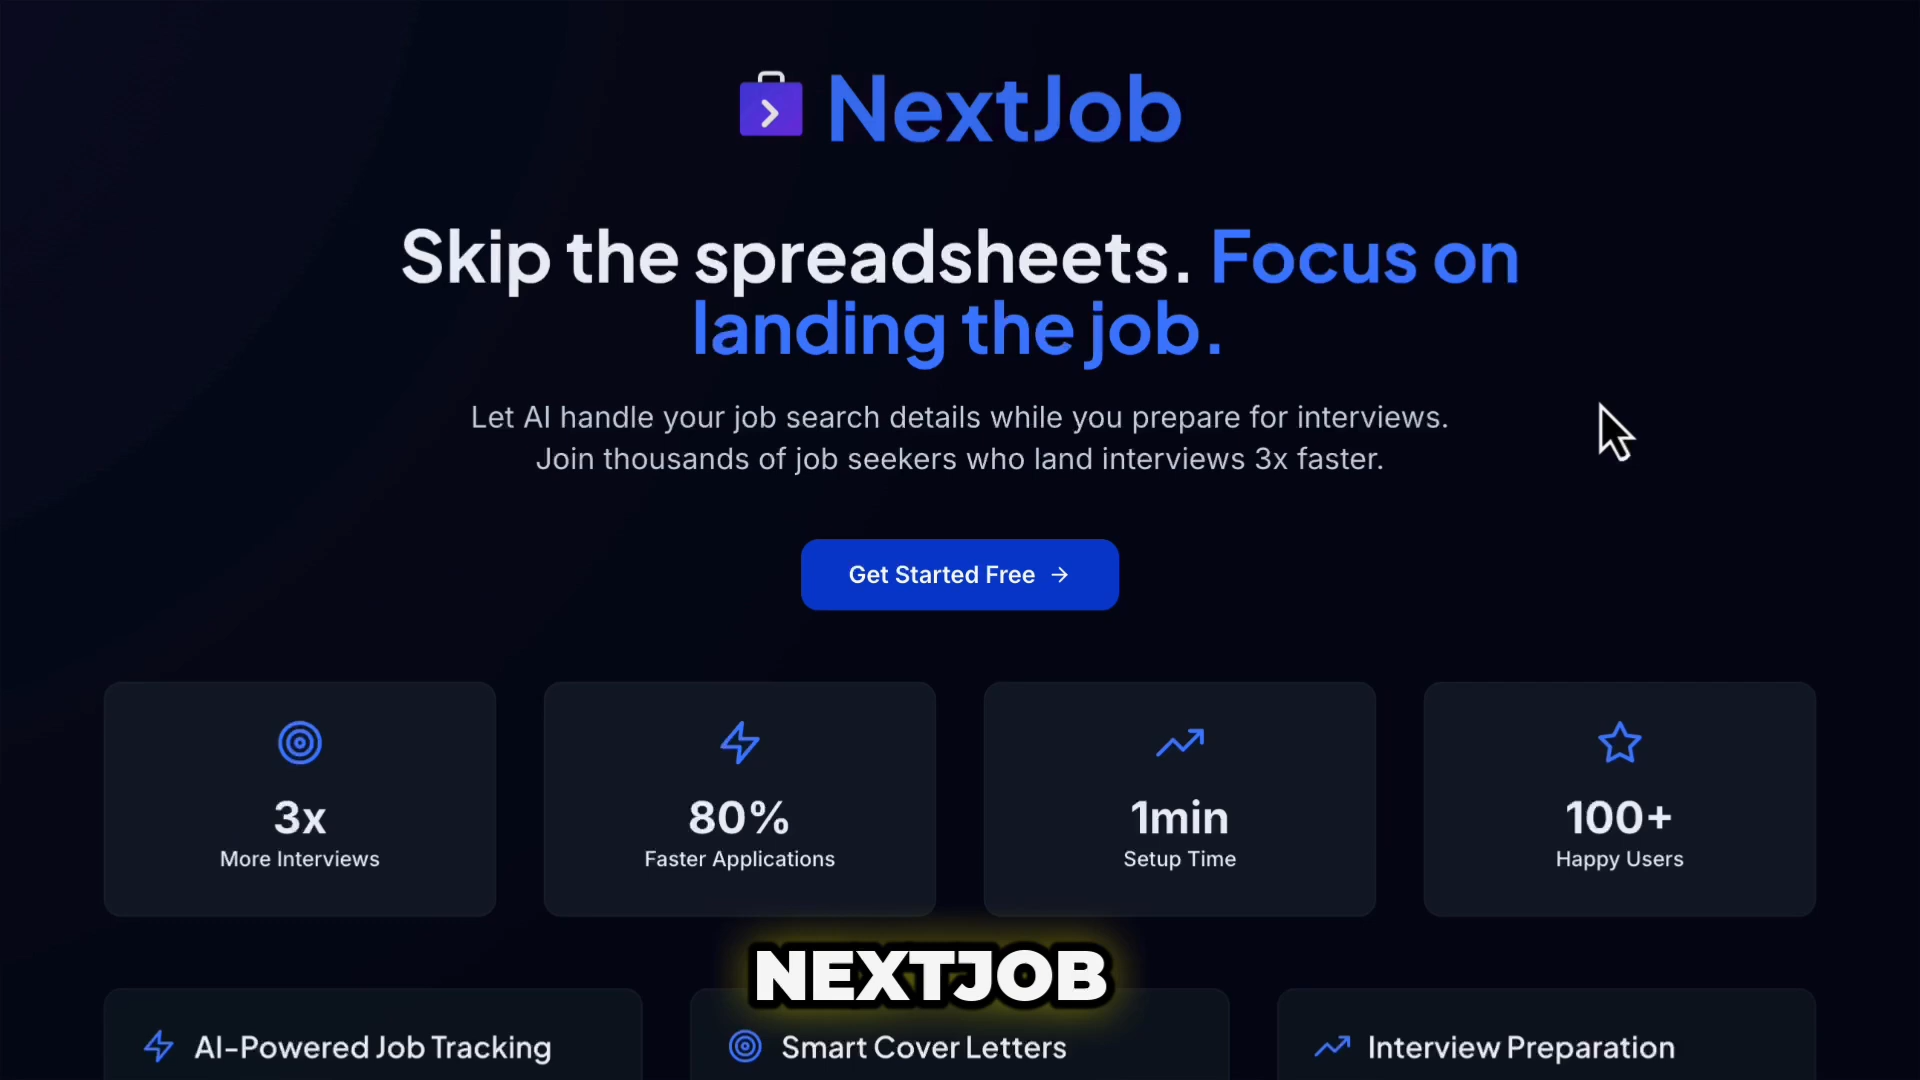 NextJob
Skip the spreadsheets. Focus on
landing the job.
Let AI handle your job search details while you prepare for interviews.
Join thousands of job seekers who land interviews 3x faster.
Get Started Free →
3x
More Interviews
80%
Faster Applications
1min
Setup Time
100+
Happy Users
NEXTJOB
AI-Powered Job Tracking
Smart Cover Letters
Interview Preparation